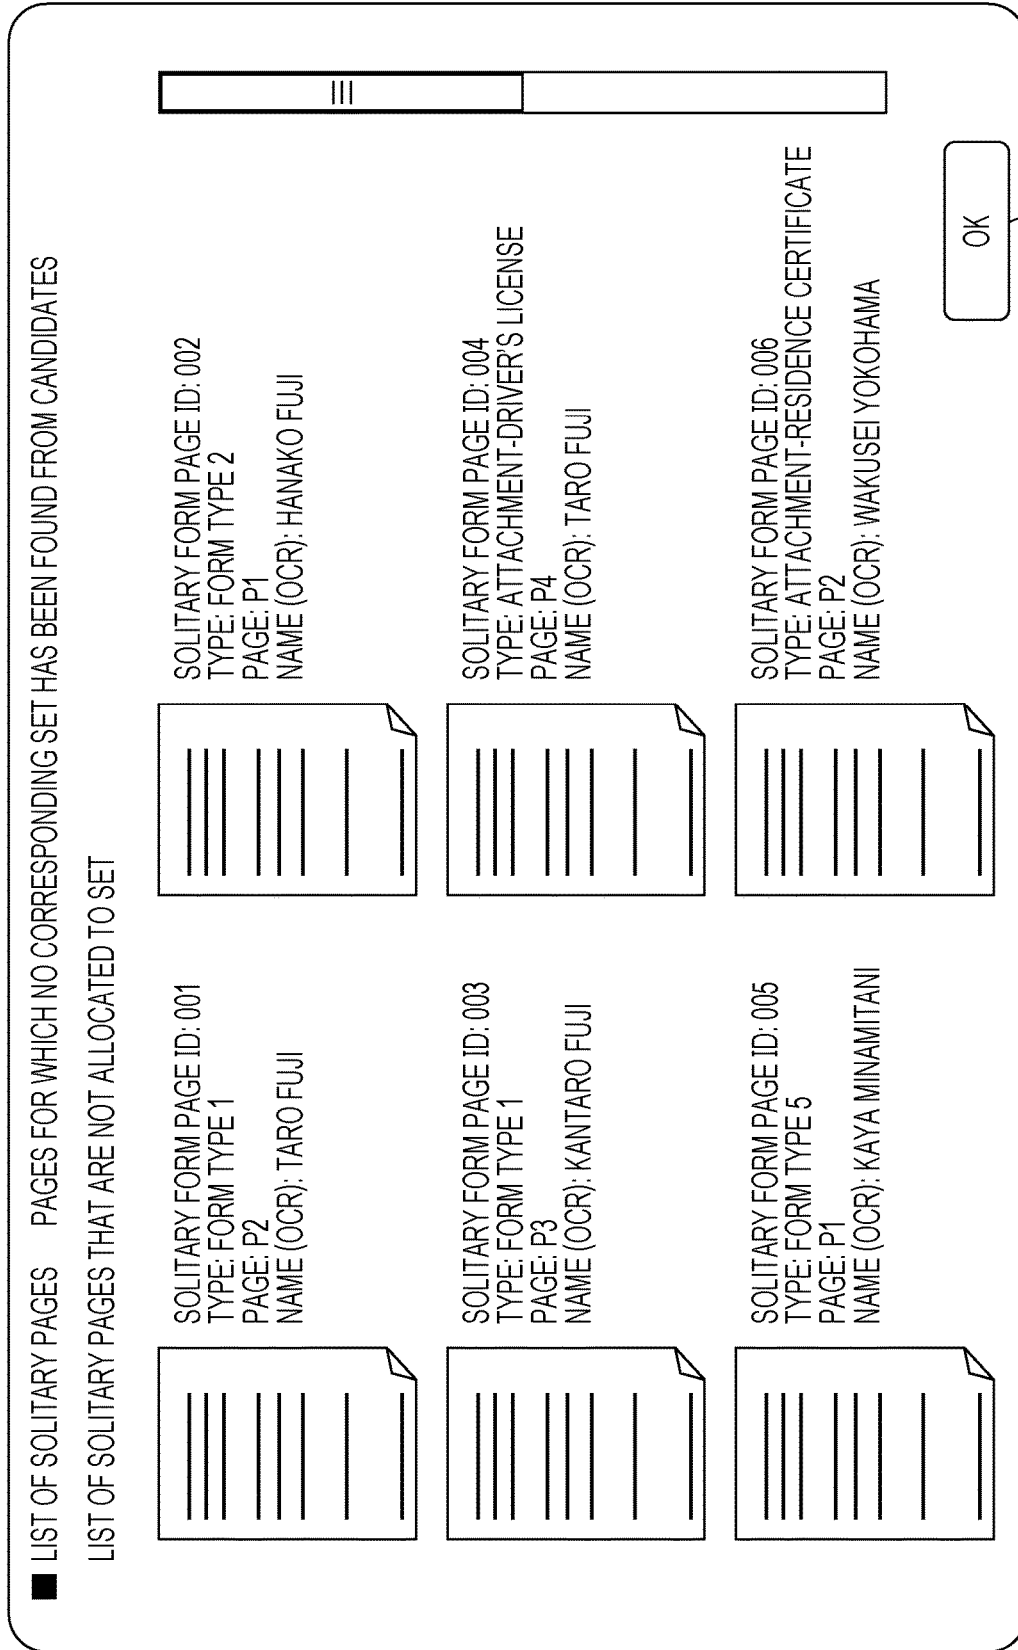 ■ LIST OF SOLITARY PAGES PAGES FOR WHICH NO CORRESPONDING SET HAS BEEN FOUND FROM CANDIDATES
LIST OF SOLITARY PAGES THAT ARE NOT ALLOCATED TO SET
SOLITARY FORM PAGE ID: 001
TYPE: FORM TYPE 1
PAGE: P2
NAME (OCR): TARO FUJI
SOLITARY FORM PAGE ID: 002
TYPE: FORM TYPE 2
PAGE: P1
NAME (OCR): HANAKO FUJI
SOLITARY FORM PAGE ID: 003
TYPE: FORM TYPE 1
PAGE: P3
NAME (OCR): KANTARO FUJI
SOLITARY FORM PAGE ID: 004
TYPE: ATTACHMENT-DRIVER'S LICENSE
PAGE: P4
NAME (OCR): TARO FUJI
SOLITARY FORM PAGE ID: 005
TYPE: FORM TYPE 5
PAGE: P1
NAME (OCR): KAYA MINAMITANI
SOLITARY FORM PAGE ID: 006
TYPE: ATTACHMENT-RESIDENCE CERTIFICATE
PAGE: P2
NAME (OCR): WAKUSEI YOKOHAMA
OK